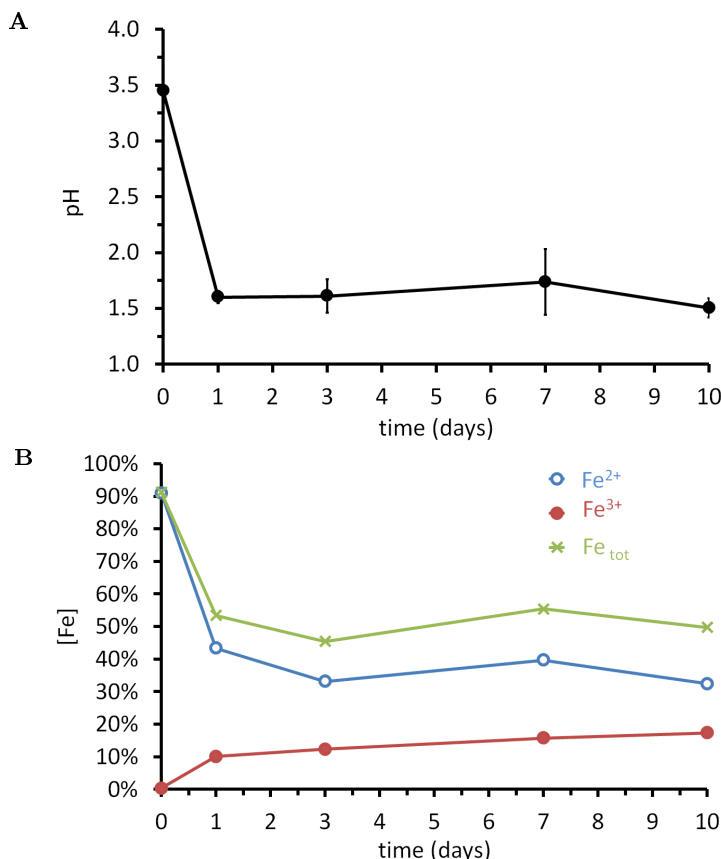 A
4.0
3.5
3.0
2.5
2.0
1.5
1.0
pH
0 1 2 3 4 5 6 7 8 9 10
time (days)
B
100%
90%
80%
70%
60%
50%
40%
30%
20%
10%
0%
[Fe]
Fe²⁺
Fe³⁺
Fe tot
0 1 2 3 4 5 6 7 8 9 10
time (days)